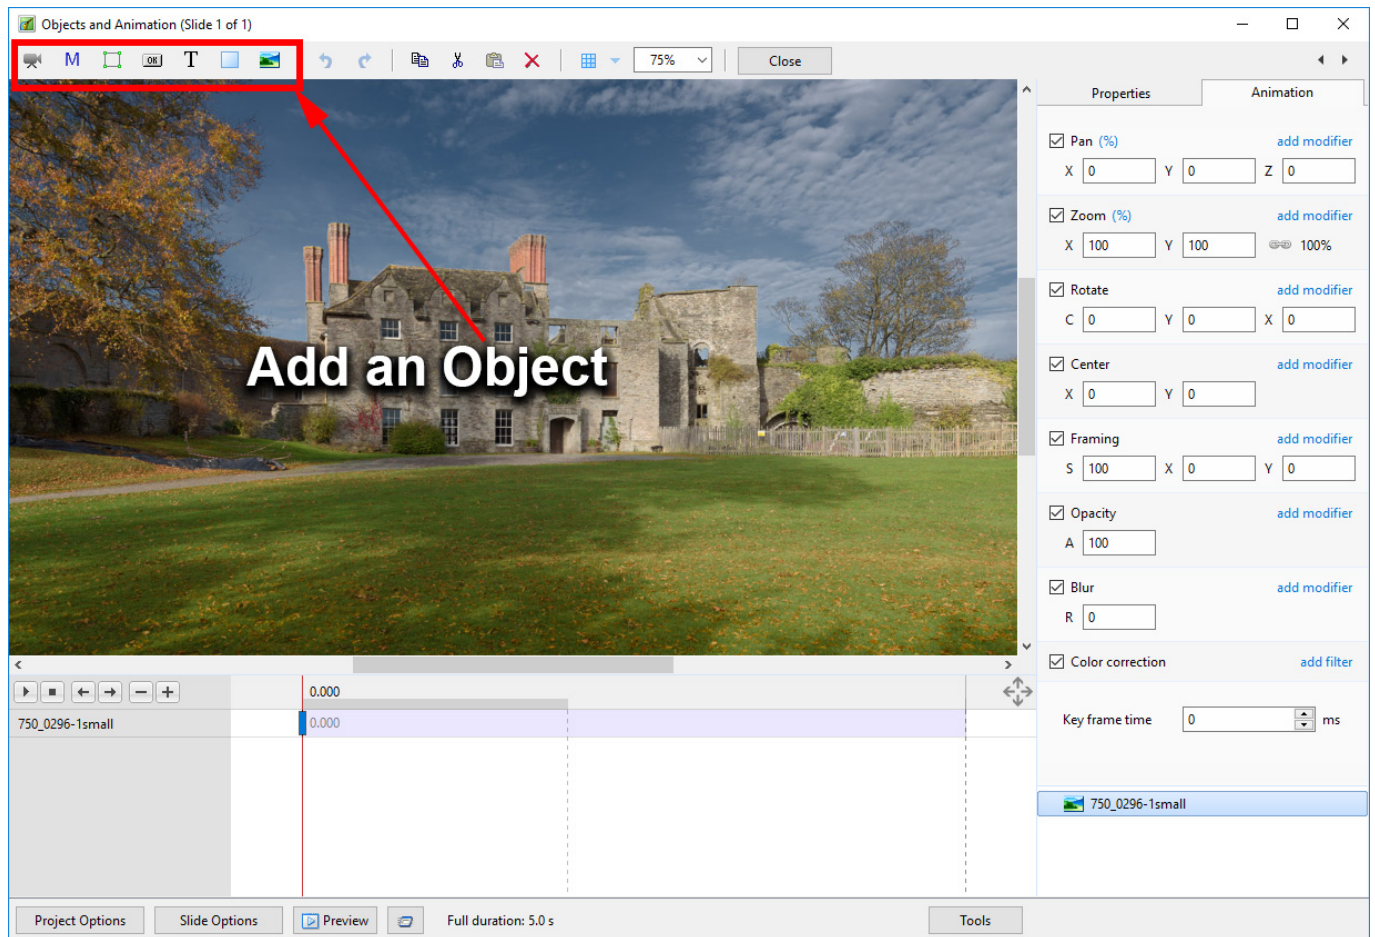 Objects and Animation (Slide 1 of 1)
M OK T 75% Close
Properties Animation
Pan (%) add modifier
X 0 Y 0 Z 0
Zoom (%) add modifier
X 100 Y 100 100%
Rotate add modifier
C 0 Y 0 X 0
Add an Object
Center add modifier
X 0 Y 0
Framing add modifier
S 100 X 0 Y 0
Opacity add modifier
A 100
Blur add modifier
R 0
Color correction add filter
0.000
Key frame time 0 ms
750_0296-1small 0.000
750_0296-1small
Project Options Slide Options Preview Full duration: 5.0 s Tools